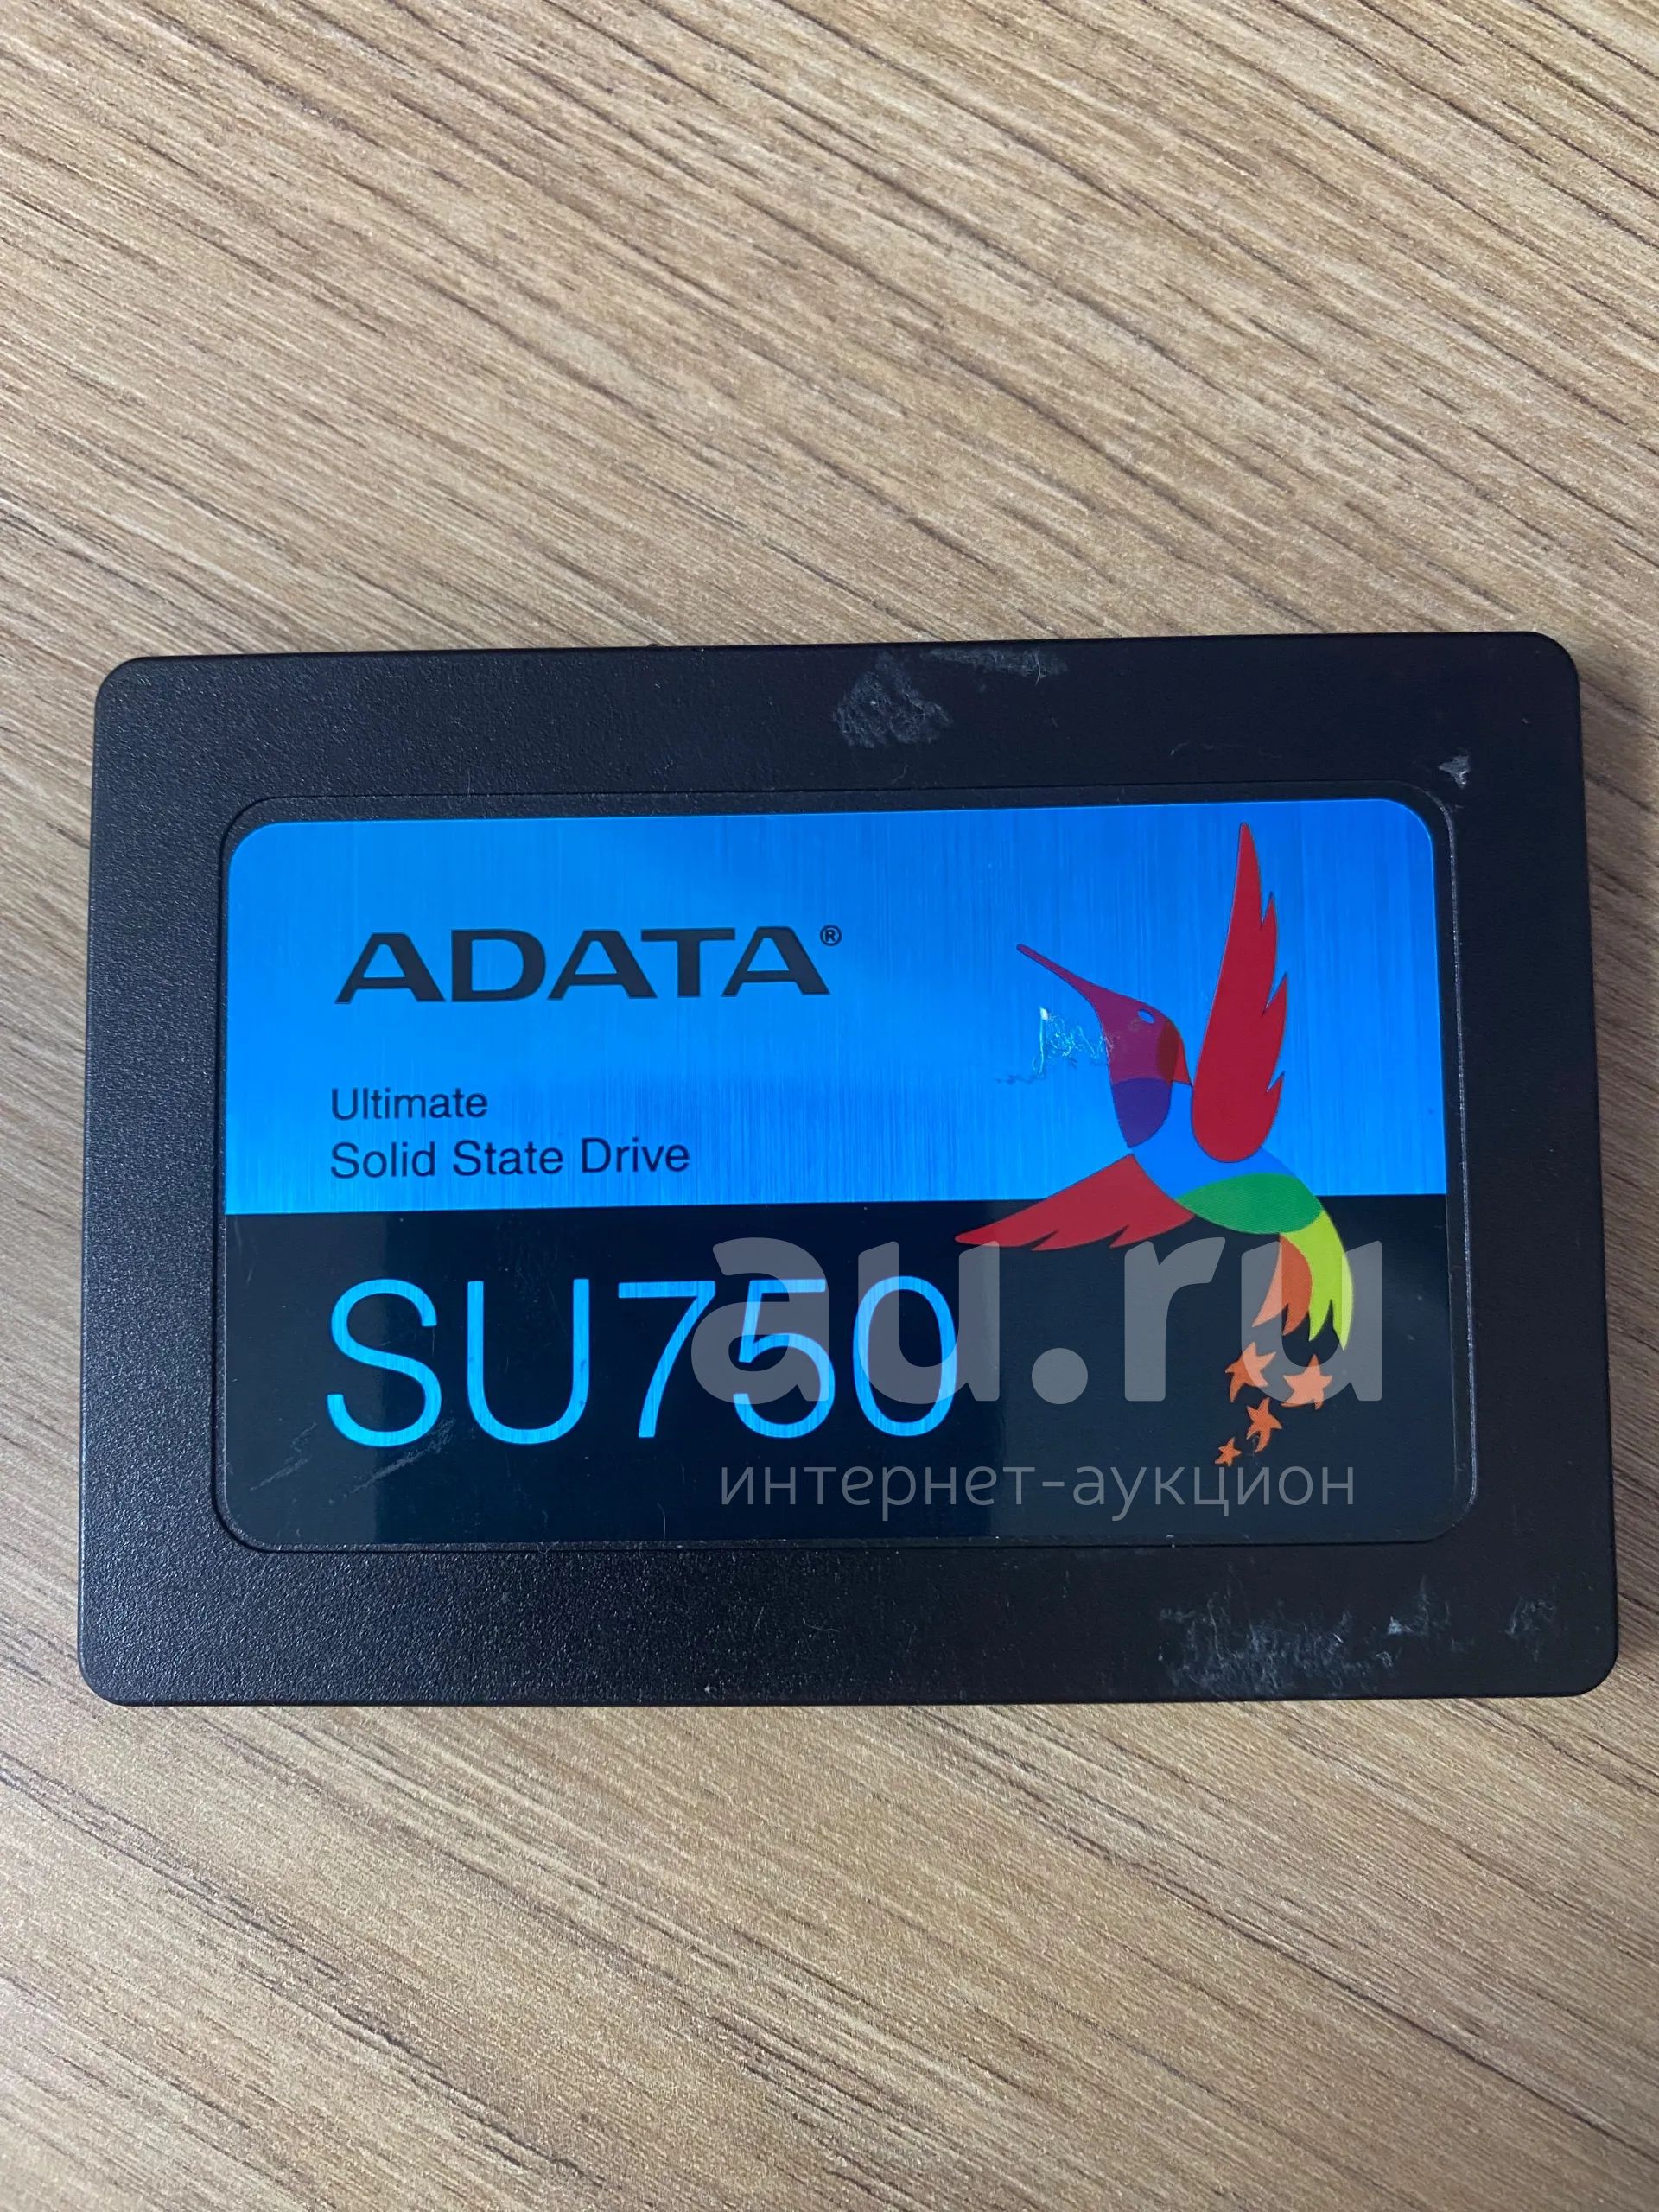 ADATA®
Ultimate
Solid State Drive
SU750
au.ru
интернет-аукцион